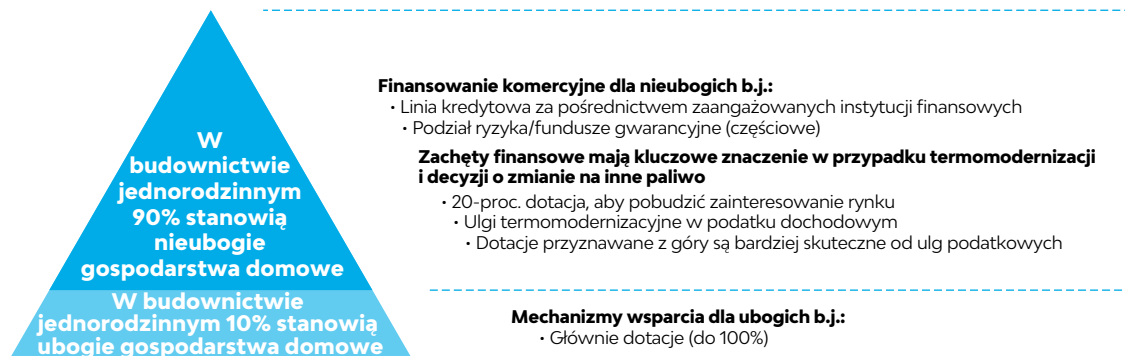 W
budownictwie
jednorodzinnym
90% stanowią
nieubogie
gospodarstwa domowe
W budownictwie
jednorodzinnym 10% stanowią
ubogie gospodarstwa domowe
Finansowanie komercyjne dla nieubogich b.j.:
• Linia kredytowa za pośrednictwem zaangażowanych instytucji finansowych
• Podział ryzyka/fundusze gwarancyjne (częściowe)
Zachęty finansowe mają kluczowe znaczenie w przypadku termomodernizacji
i decyzji o zmianie na inne paliwo
• 20-proc. dotacja, aby pobudzić zainteresowanie rynku
• Ulgi termomodernizacyjne w podatku dochodowym
• Dotacje przyznawane z góry są bardziej skuteczne od ulg podatkowych
Mechanizmy wsparcia dla ubogich b.j.:
• Głównie dotacje (do 100%)